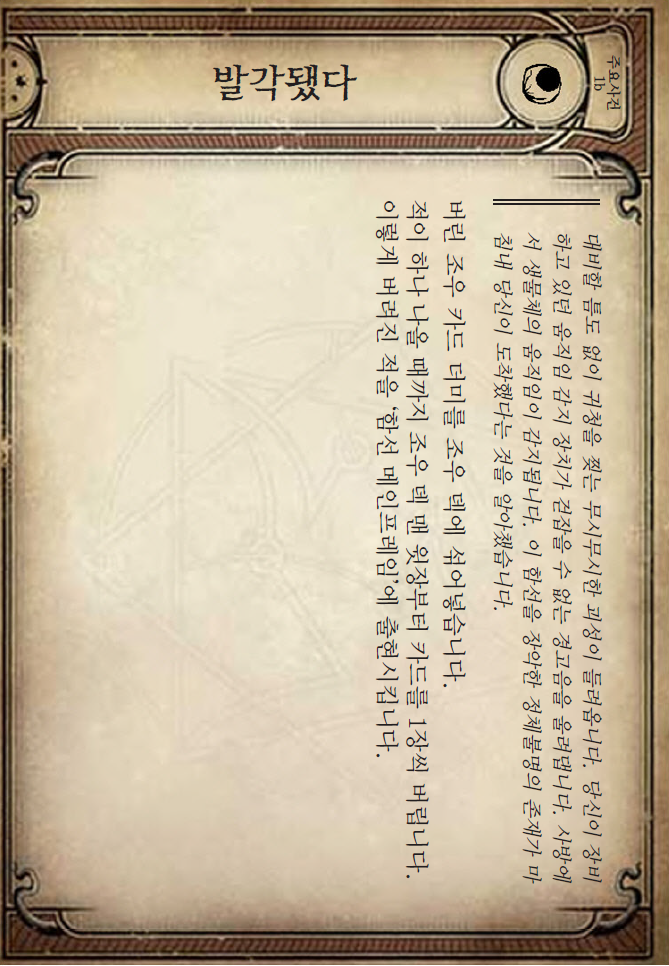 주요사건
1b
발각됐다
대비할 틈도 없이 귀청을 찢는 무시무시한 괴성이 들려옵니다. 당신이 장비
하고 있던 움직임 감지 장치가 걷잡을 수 없는 경고음을 울려댑니다. 사방에
서 생물체의 움직임이 감지됩니다. 이 함선을 장악한 정체불명의 존재가 마
침내 당신이 도착했다는 것을 알아챘습니다.
버린 조우 카드 더미를 조우 덱에 섞어넣습니다.
적이 하나 나올 때까지 조우 덱 맨 윗장부터 카드를 1장씩 버립니다.
이렇게 버려진 적을 ‘함선 메인프레임’에 출현시킵니다.